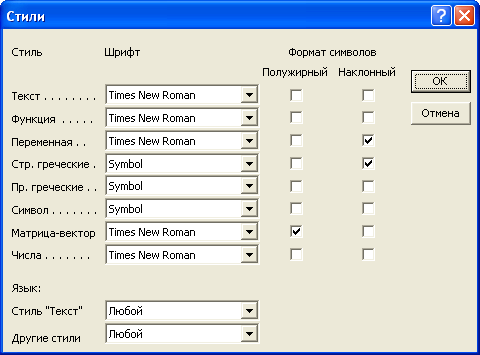 Стили
Стиль Шрифт Формат символов
Полужирный Наклонный
OK
Текст . . . . . . . . Times New Roman
Отмена
Функция . . . . . Times New Roman
Переменная . . Times New Roman
Стр. греческие . Symbol
Пр. греческие . . Symbol
Символ . . . . . . Symbol
Матрица-вектор Times New Roman
Числа . . . . . . . Times New Roman
Язык:
Стиль "Текст" Любой
Другие стили Любой